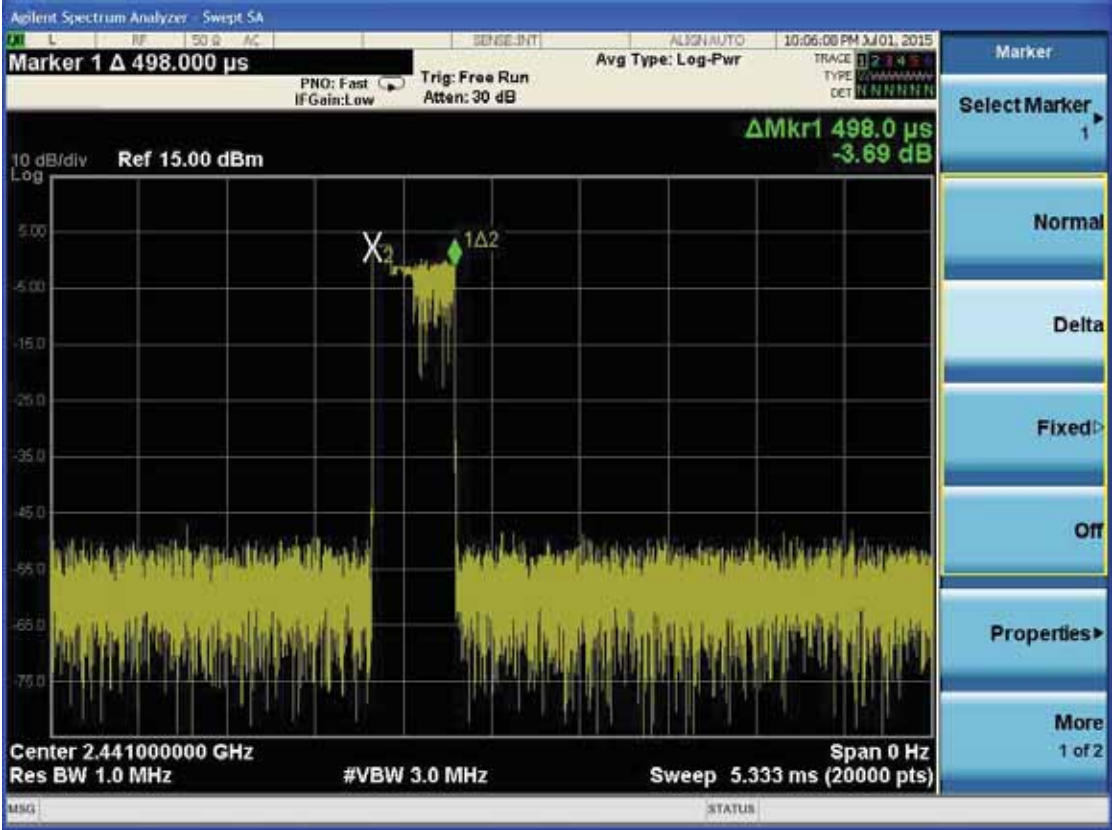 Agilent Spectrum Analyzer - Swept SA
L RF 50 Ω AC SENSE:INT ALIGN AUTO 10:06:08 PM Jul 01, 2015
Marker 1 Δ 498.000 µs
PNO: Fast
IFGain:Low
Trig: Free Run
Atten: 30 dB
Avg Type: Log-Pwr
TRACE 1 2 3 4 5 6
TYPE
DET N N N N N N
ΔMkr1 498.0 µs
-3.69 dB
10 dB/div Ref 15.00 dBm
Log
5.00
-5.00
-15.0
-25.0
-35.0
-45.0
-55.0
-65.0
-75.0
X2
1Δ2
Center 2.441000000 GHz Span 0 Hz
Res BW 1.0 MHz #VBW 3.0 MHz Sweep 5.333 ms (20000 pts)
MSG STATUS
Marker
Select Marker
1
Normal
Delta
Fixed
Off
Properties
More
1 of 2